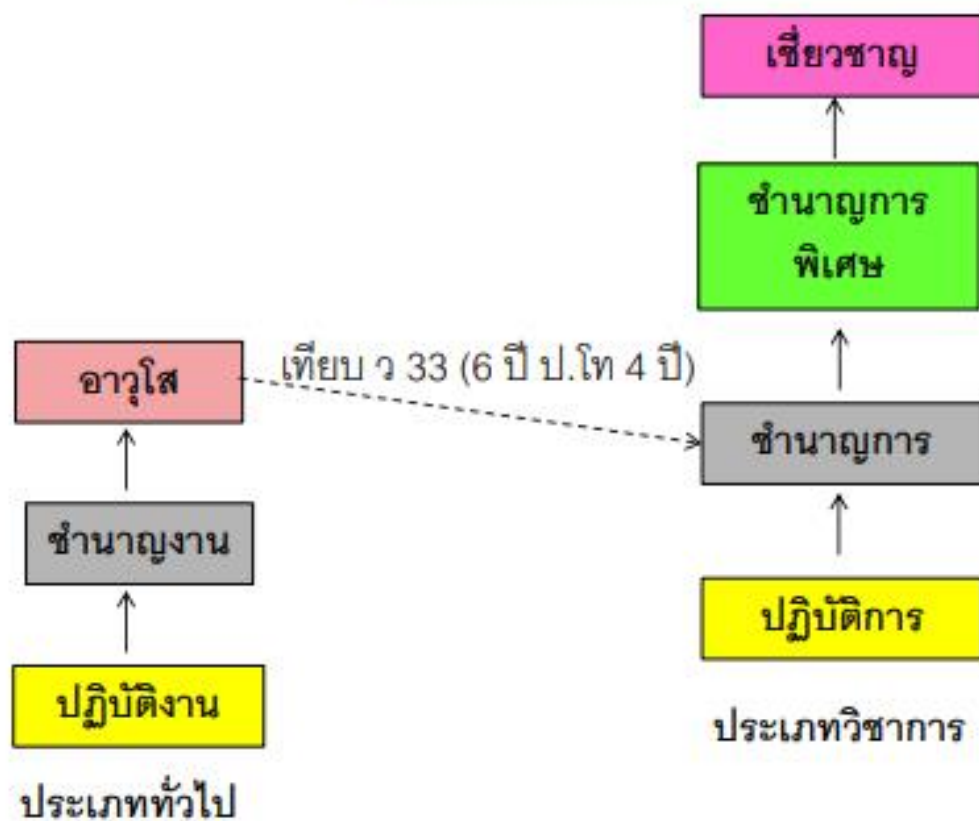 เชี่ยวชาญ
ชำนาญการ
พิเศษ
อาวุโส
เทียบ ว 33 (6 ปี ป.โท 4 ปี)
ชำนาญการ
ชำนาญงาน
ปฏิบัติการ
ปฏิบัติงาน
ประเภทวิชาการ
ประเภททั่วไป